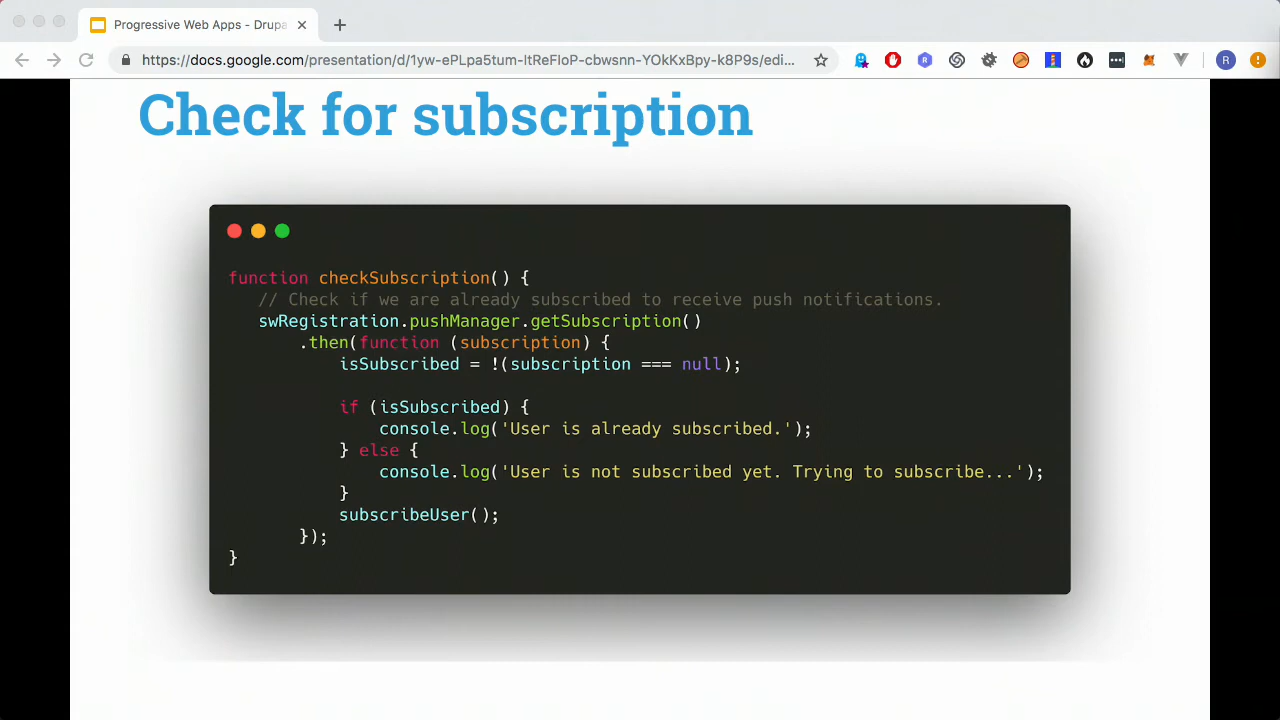 Progressive Web Apps - Drupa
https://docs.google.com/presentation/d/1yw-ePLpa5tum-ItReFIoP-cbwsnn-YOkKxBpy-k8P9s/edi...
R
Check for subscription
function checkSubscription() {
// Check if we are already subscribed to receive push notifications.
swRegistration.pushManager.getSubscription()
.then(function (subscription) {
isSubscribed = !(subscription === null);
if (isSubscribed) {
console.log('User is already subscribed.');
} else {
console.log('User is not subscribed yet. Trying to subscribe...');
}
subscribeUser();
});
}